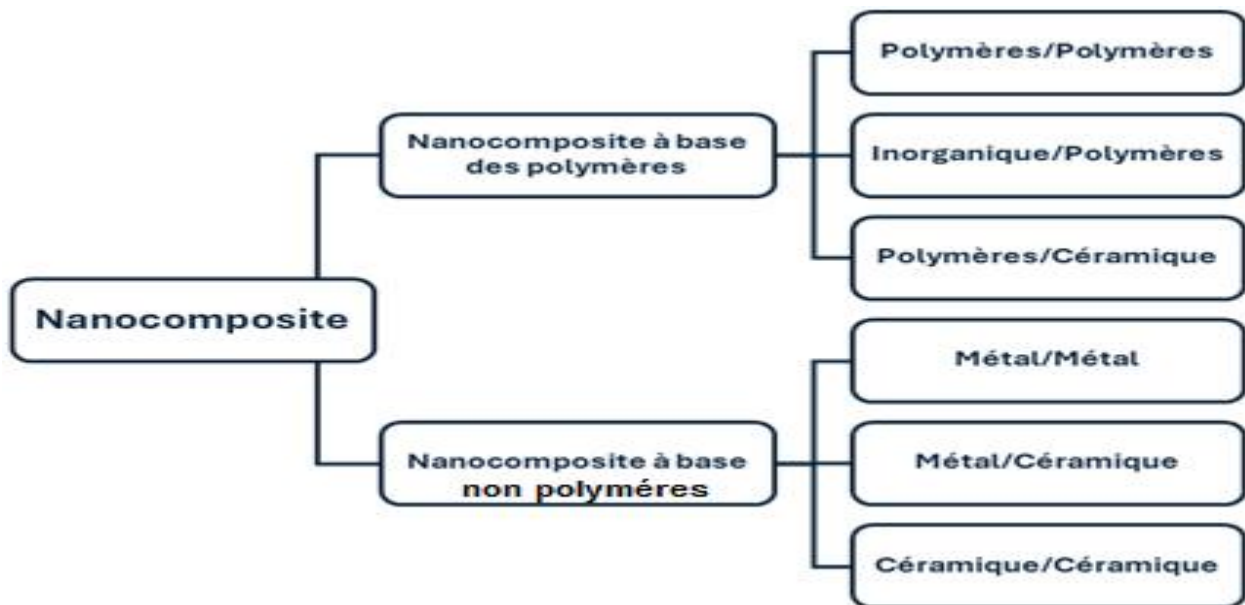 Nanocomposite
Nanocomposite à base
des polymères
Polymères/Polymères
Inorganique/Polymères
Polymères/Céramique
Nanocomposite à base
non polyméres
Métal/Métal
Métal/Céramique
Céramique/Céramique